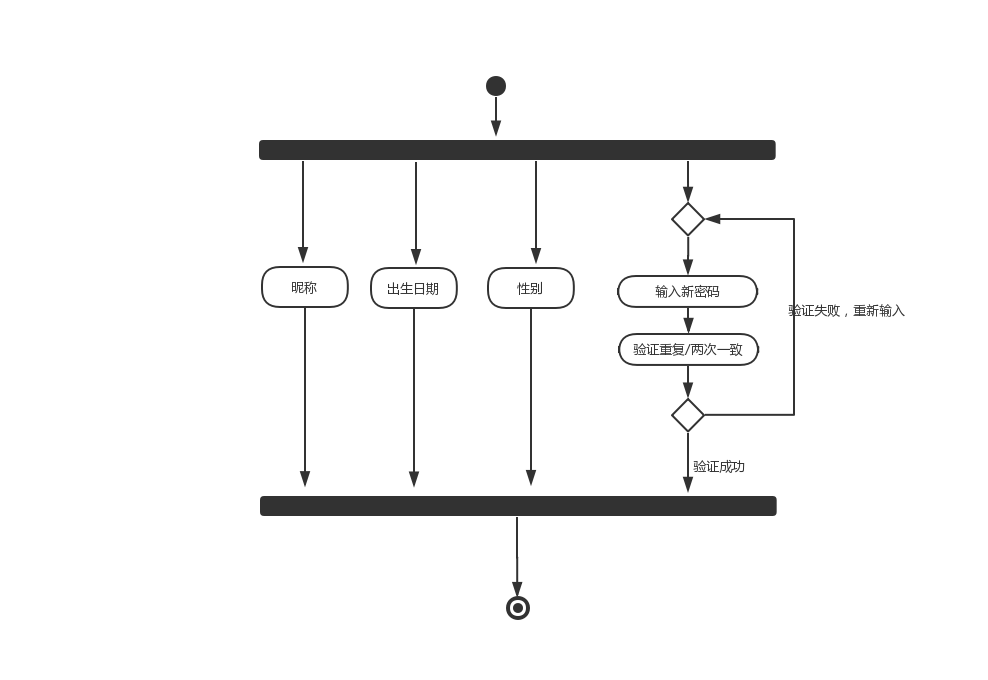 昵称
出生日期
性别
输入新密码
验证失败，重新输入
验证重复/两次一致
验证成功